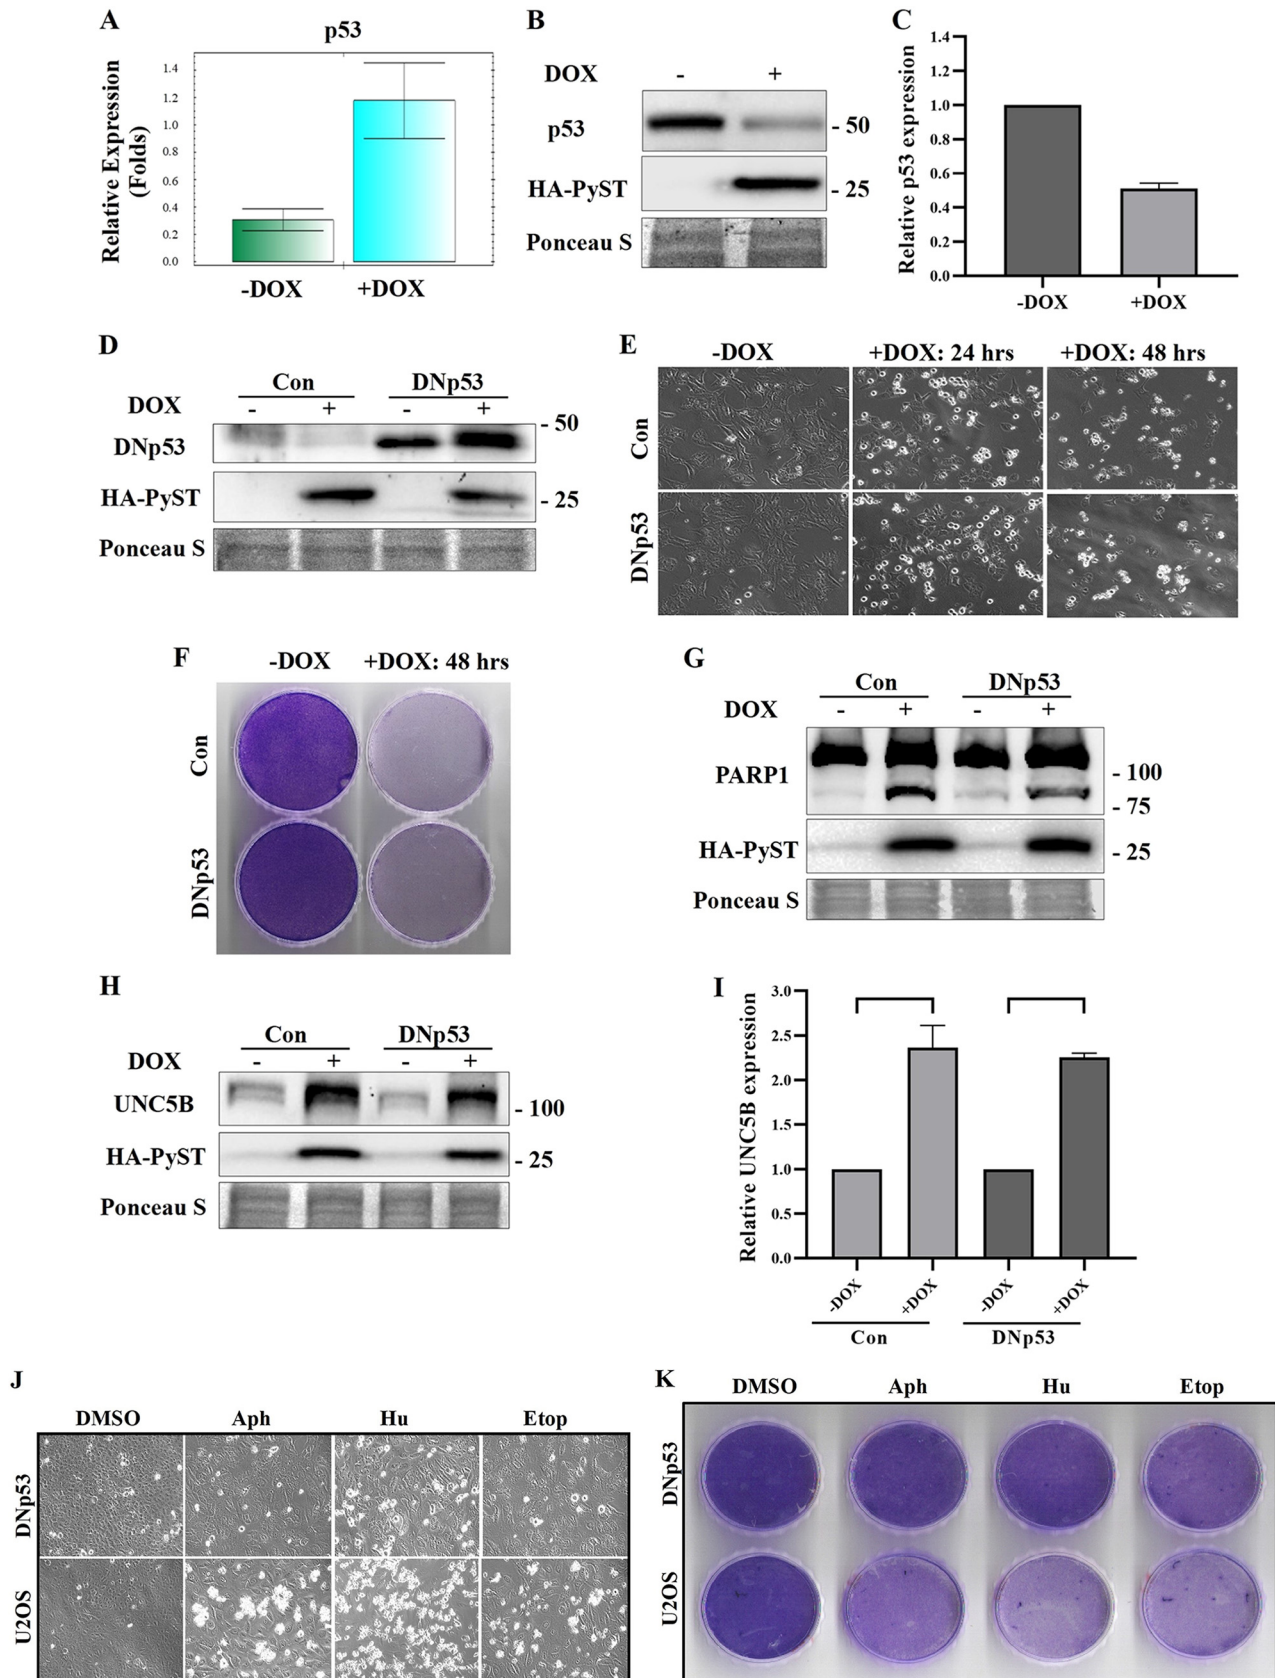 A
p53
Relative Expression
(Folds)
1.4
1.2
1.0
0.8
0.6
0.4
0.2
0.0
-DOX +DOX
B
DOX - +
p53 - 50
HA-PyST - 25
Ponceau S
C
Relative p53 expression
1.4
1.2
1.0
0.8
0.6
0.4
0.2
0.0
-DOX +DOX
D
Con DNp53
DOX - + - +
- 50
DNp53
HA-PyST - 25
Ponceau S
E
-DOX +DOX: 24 hrs +DOX: 48 hrs
Con
DNp53
F
-DOX +DOX: 48 hrs
Con
DNp53
G
Con DNp53
DOX - + - +
PARP1 - 100
- 75
HA-PyST - 25
Ponceau S
H
Con DNp53
DOX - + - +
UNC5B - 100
HA-PyST - 25
Ponceau S
I
Relative UNC5B expression
3.0
2.5
2.0
1.5
1.0
0.5
0.0
-DOX +DOX -DOX +DOX
Con DNp53
J
DMSO Aph Hu Etop
DNp53
U2OS
K
DMSO Aph Hu Etop
DNp53
U2OS